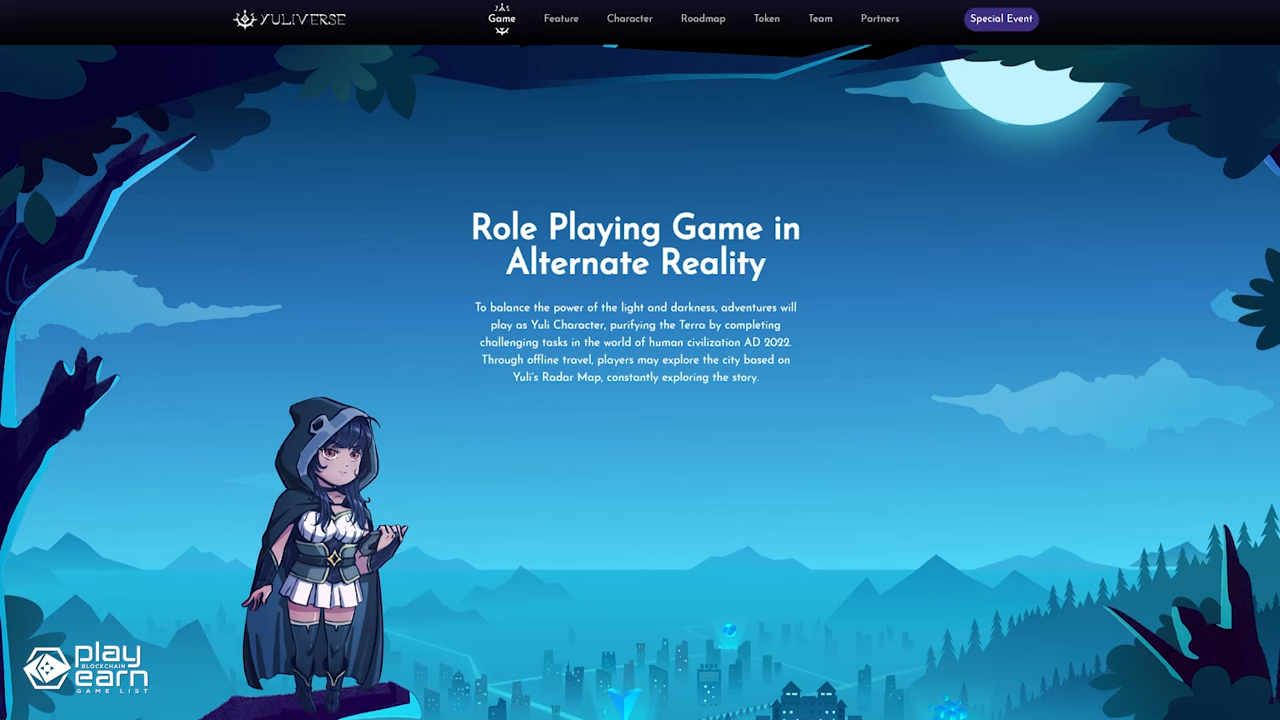 YULIVERSE
Game
Feature
Character
Roadmap
Token
Team
Partners
Special Event
Role Playing Game in
Alternate Reality
To balance the power of the light and darkness, adventures will
play as Yuli Character, purifying the Terra by completing
challenging tasks in the world of human civilization AD 2022.
Through offline travel, players may explore the city based on
Yuli's Radar Map, constantly exploring the story.
play
BLOCKCHAIN
earn
GAME LIST